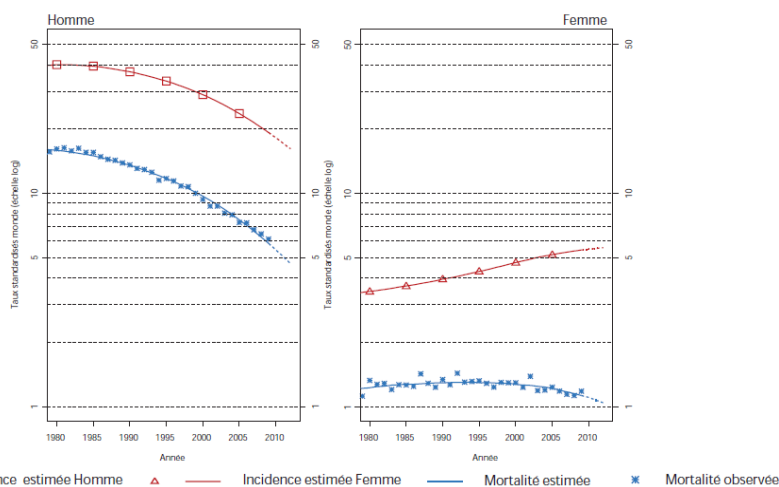 Homme
Femme
50
10
5
1
50
10
5
1
50
10
5
1
50
10
5
1
Taux standardisés monde (échelle log)
Taux standardisés monde (échelle log)
1980 1985 1990 1995 2000 2005 2010
1980 1985 1990 1995 2000 2005 2010
Année
Année
nce estimée Homme Incidence estimée Femme Mortalité estimée Mortalité observée